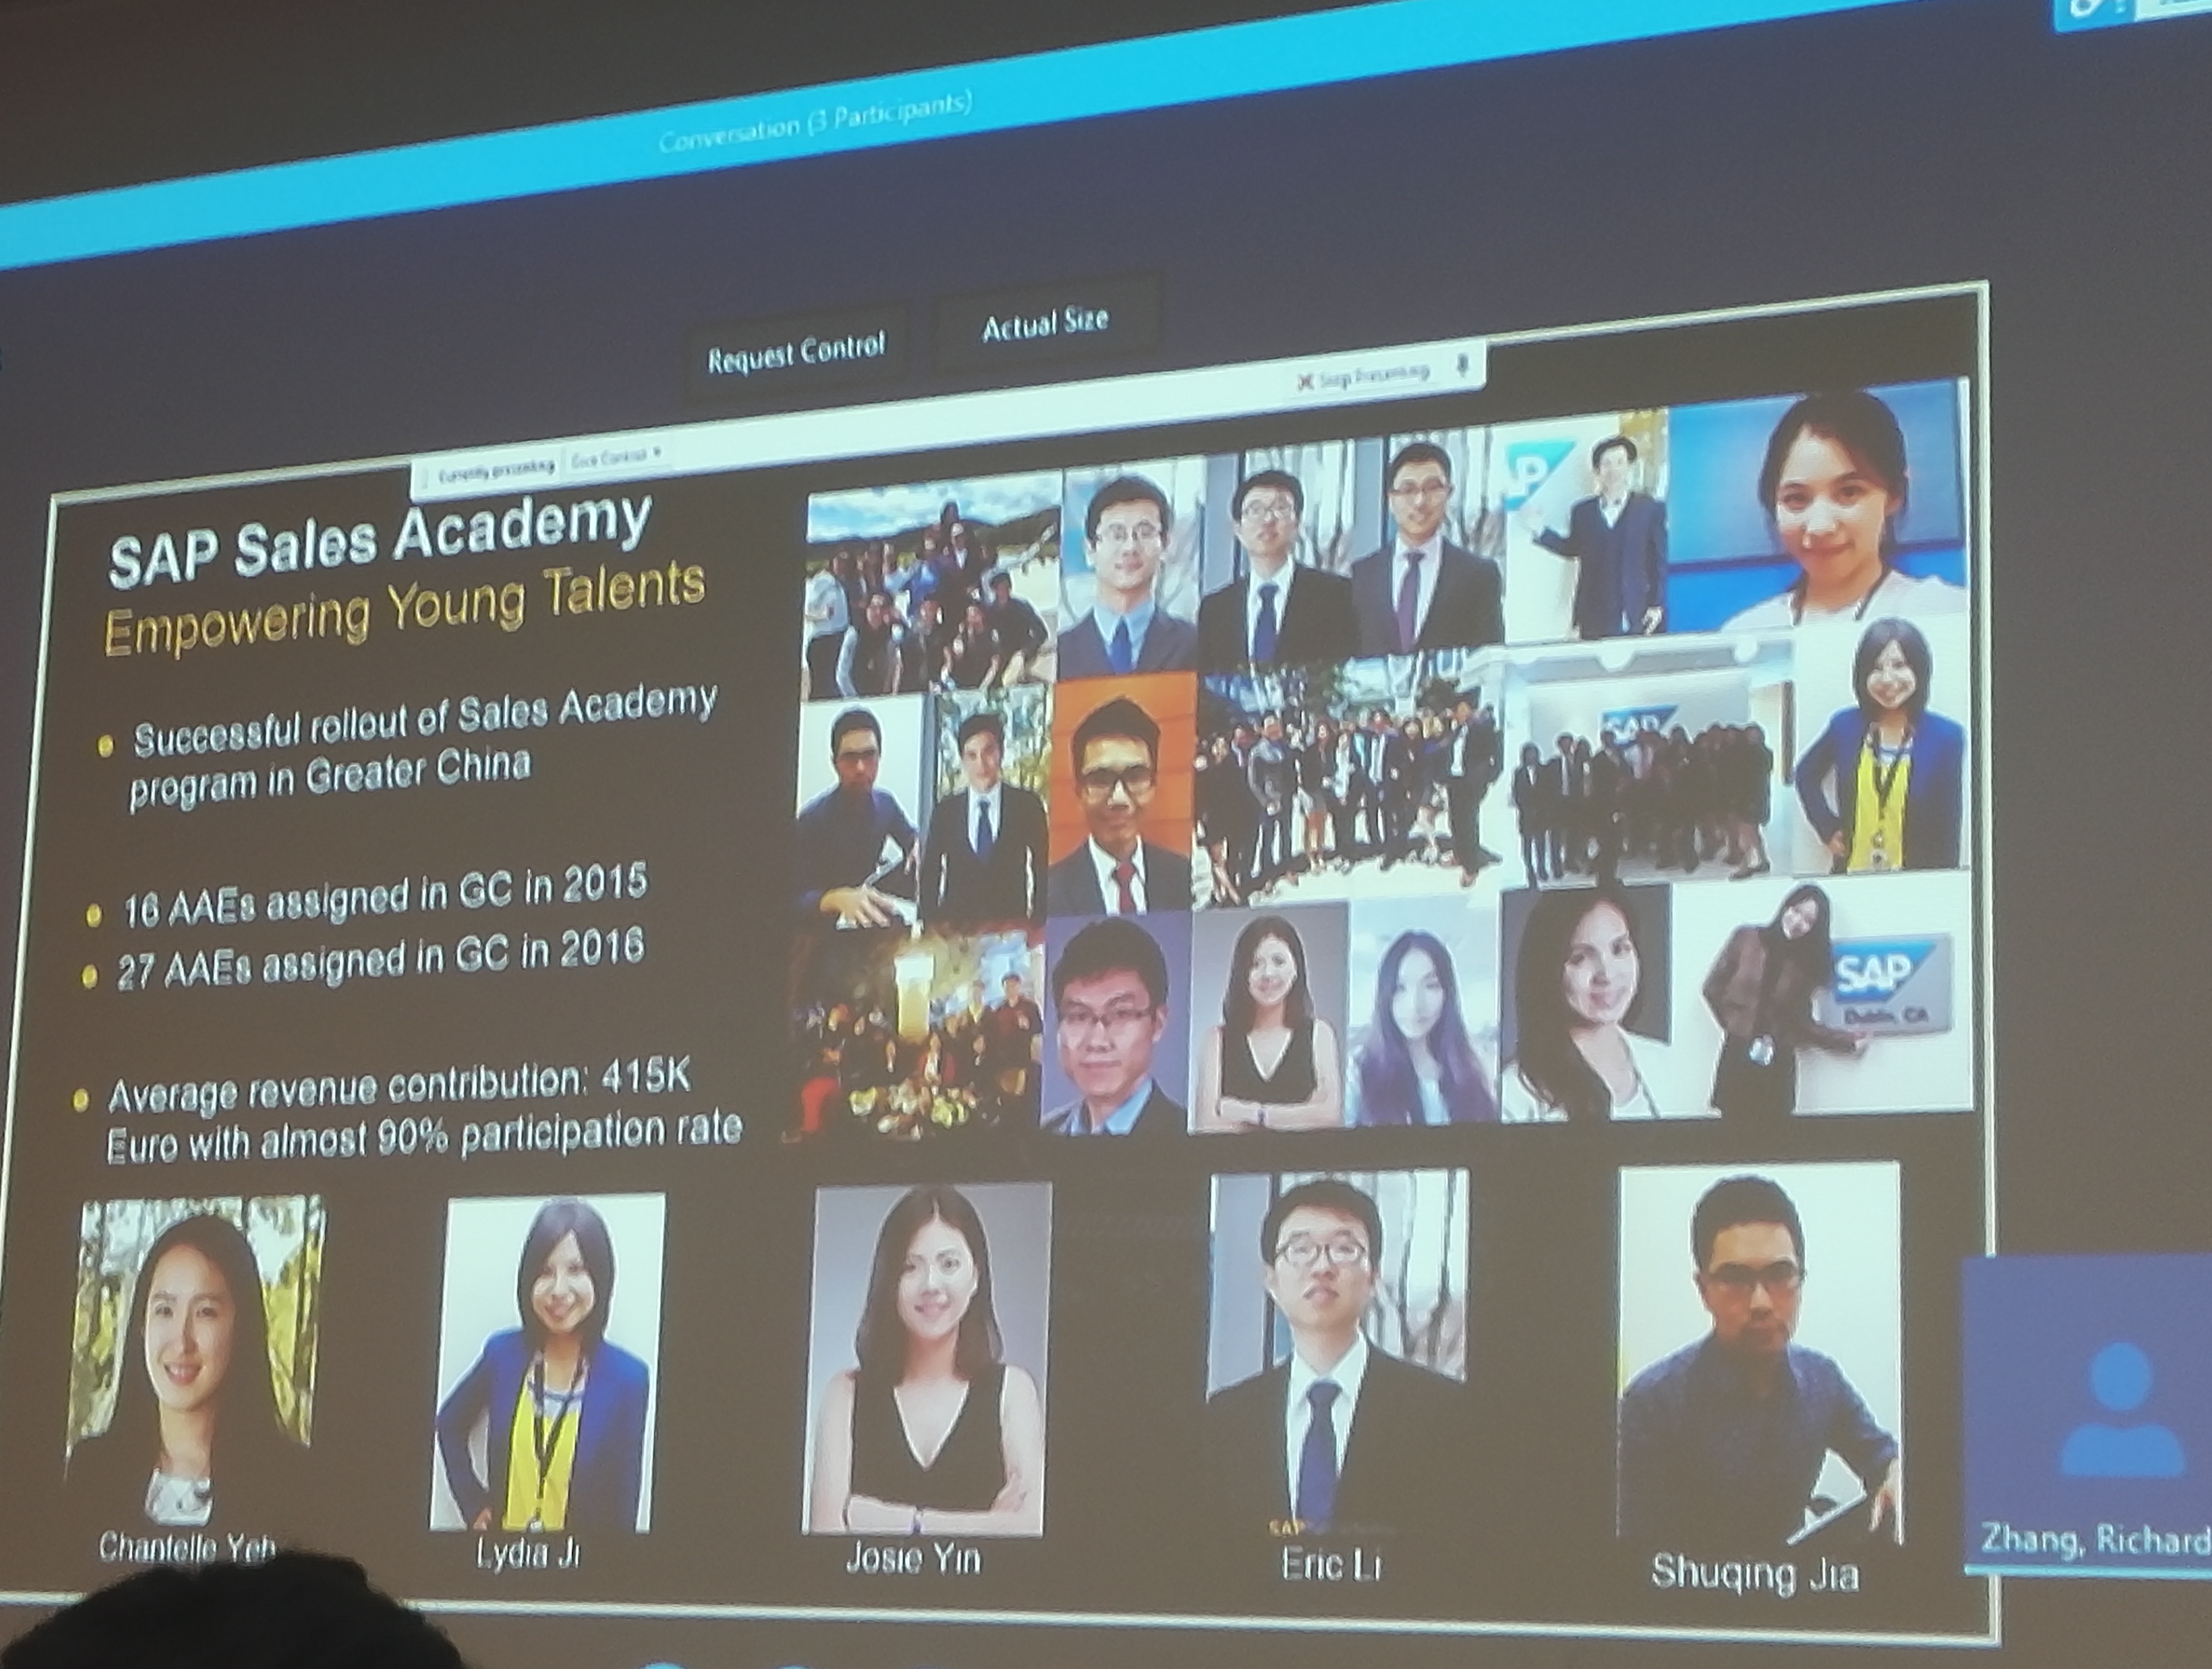 Conversation (3 Participants)
Request Control
Actual Size
Stop Presenting
Currently presenting
Give Control
SAP Sales Academy
Empowering Young Talents
Successful rollout of Sales Academy
program in Greater China
16 AAEs assigned in GC in 2015
27 AAEs assigned in GC in 2016
Average revenue contribution: 415K
Euro with almost 90% participation rate
AP
SAP
SAP
Dublin, CA
SAP
Chantelle Yeh
Lydia Ji
Josie Yin
Eric Li
Shuqing Jia
Zhang, Richard